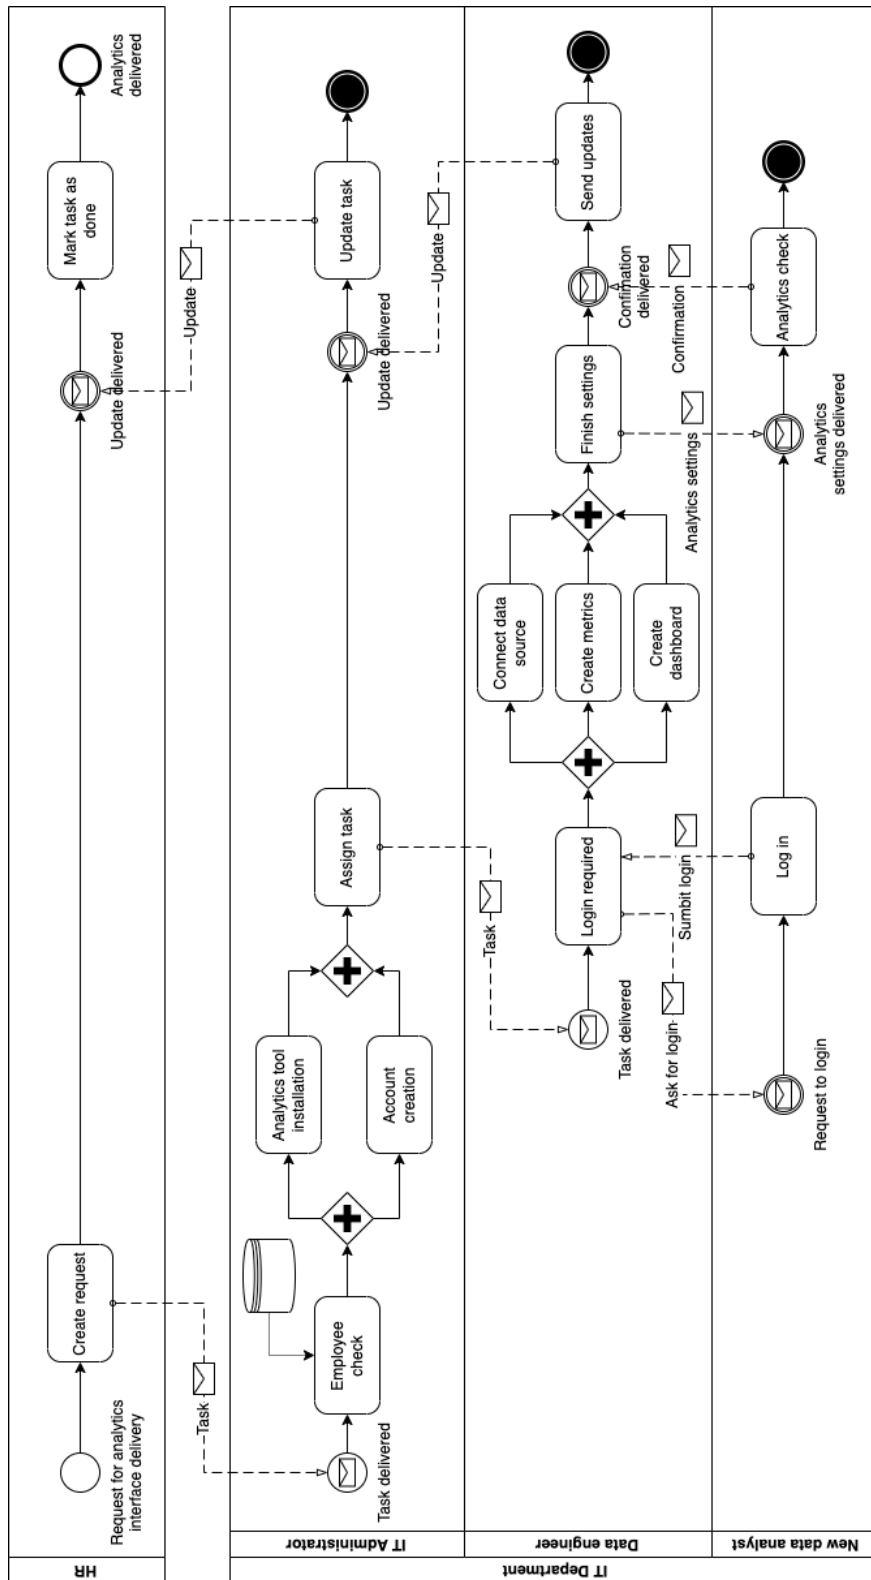 HR
Request for analytics
interface delivery
Create request
Update delivered
Mark task as
done
Analytics
delivered
Task
Update
IT Department
IT Administrator
Task delivered
Employee
check
Analytics tool
installation
Account
creation
Assign task
Update delivered
Update task
Task
Update
Data engineer
Task delivered
Login required
Connect data
source
Create metrics
Create
dashboard
Finish settings
Confimation
delivered
Send updates
Ask for login
Sumbit login
Analytics settings
Confirmation
New data analyst
Request to login
Log in
Analytics
settings delivered
Analytics check